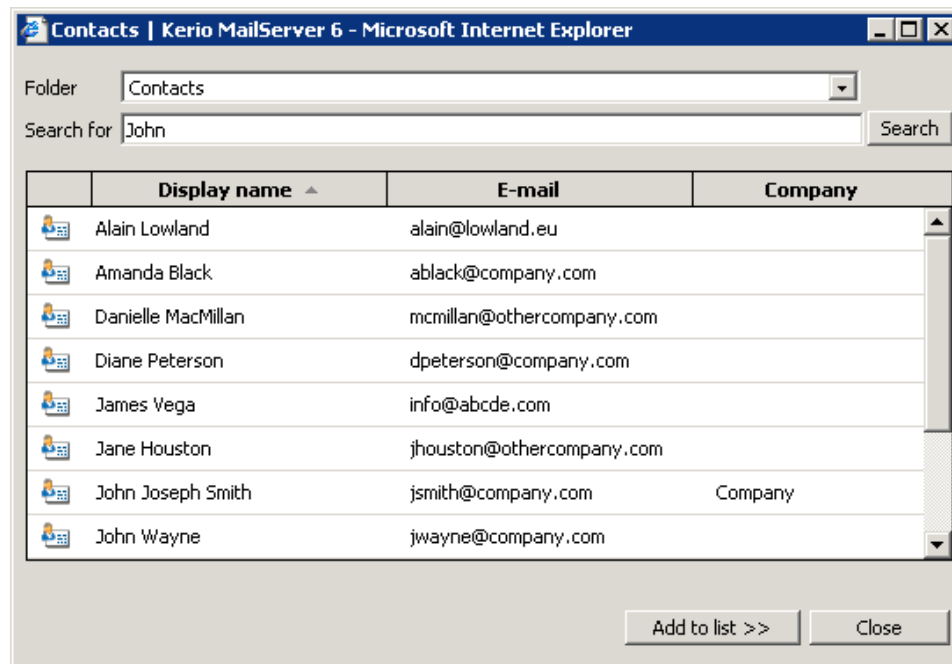 Contacts | Kerio MailServer 6 - Microsoft Internet Explorer
Folder Contacts
Search for John Search
Display name E-mail Company
Alain Lowland alain@lowland.eu
Amanda Black ablack@company.com
Danielle MacMillan mcmillan@othercompany.com
Diane Peterson dpeterson@company.com
James Vega info@abcde.com
Jane Houston jhouston@othercompany.com
John Joseph Smith jsmith@company.com Company
John Wayne jwayne@company.com
Add to list >> Close